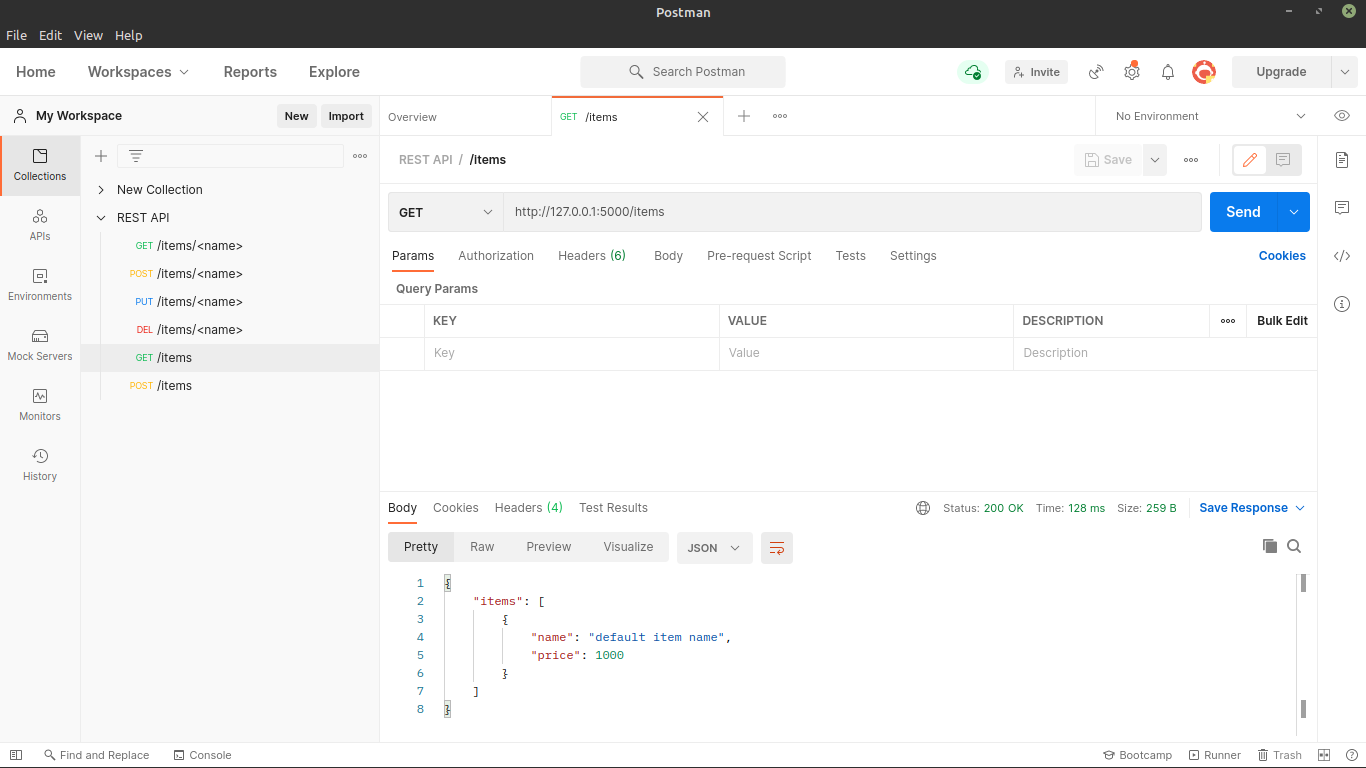 Postman
File Edit View Help
Home Workspaces Reports Explore Search Postman Invite Upgrade
My Workspace New Import Overview GET /items No Environment
Collections
APIs
Environments
Mock Servers
Monitors
History
New Collection
REST API
GET /items/<name>
POST /items/<name>
PUT /items/<name>
DEL /items/<name>
GET /items
POST /items
REST API / /items Save
GET http://127.0.0.1:5000/items Send
Params Authorization Headers (6) Body Pre-request Script Tests Settings Cookies
Query Params
KEY VALUE DESCRIPTION Bulk Edit
Key Value Description
Body Cookies Headers (4) Test Results Status: 200 OK Time: 128 ms Size: 259 B Save Response
Pretty Raw Preview Visualize JSON
1 {
2 "items": [
3 {
4 "name": "default item name",
5 "price": 1000
6 }
7 ]
8 }
Find and Replace Console Bootcamp Runner Trash